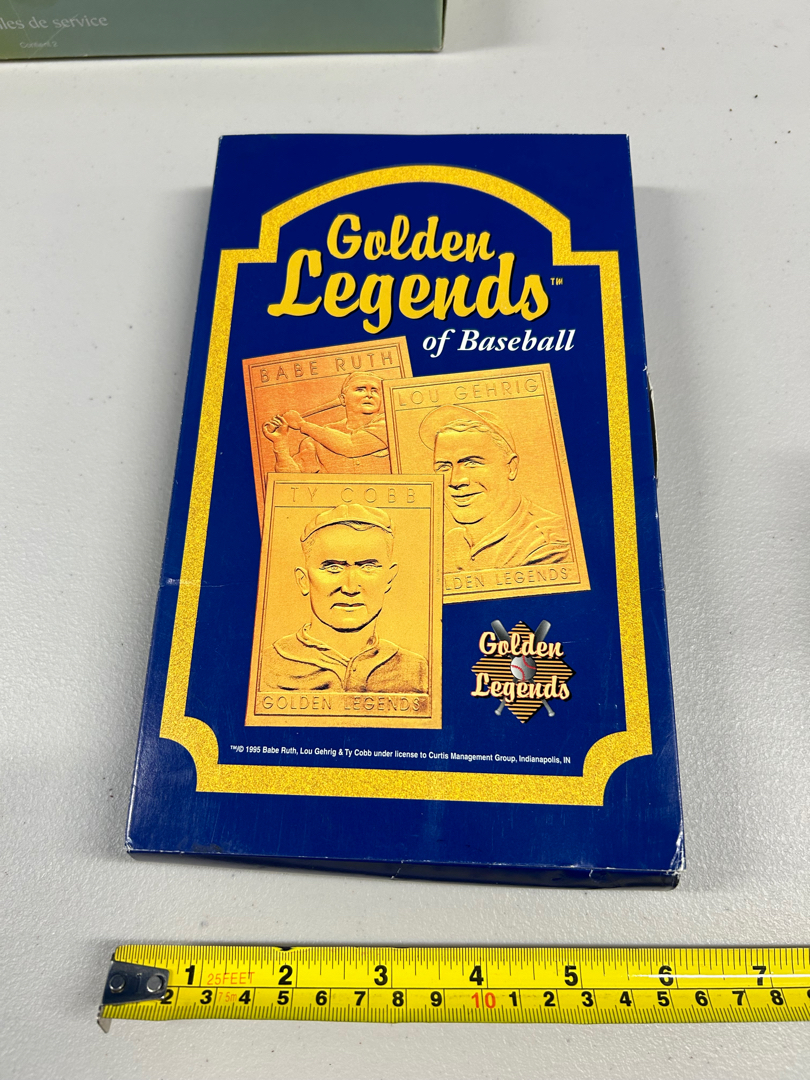 les de service
Golden
Legends™
of Baseball
BABE RUTH
LOU GEHRIG
TY COBB
LDEN LEGENDS
GOLDEN LEGENDS
Golden
Legends
™/© 1995 Babe Ruth, Lou Gehrig & Ty Cobb under license to Curtis Management Group, Indianapolis, IN
1 25FEET 2 3 4 5 6 7
2 3 7.5m 4 5 6 7 8 9 10 1 2 3 4 5 6 7 8